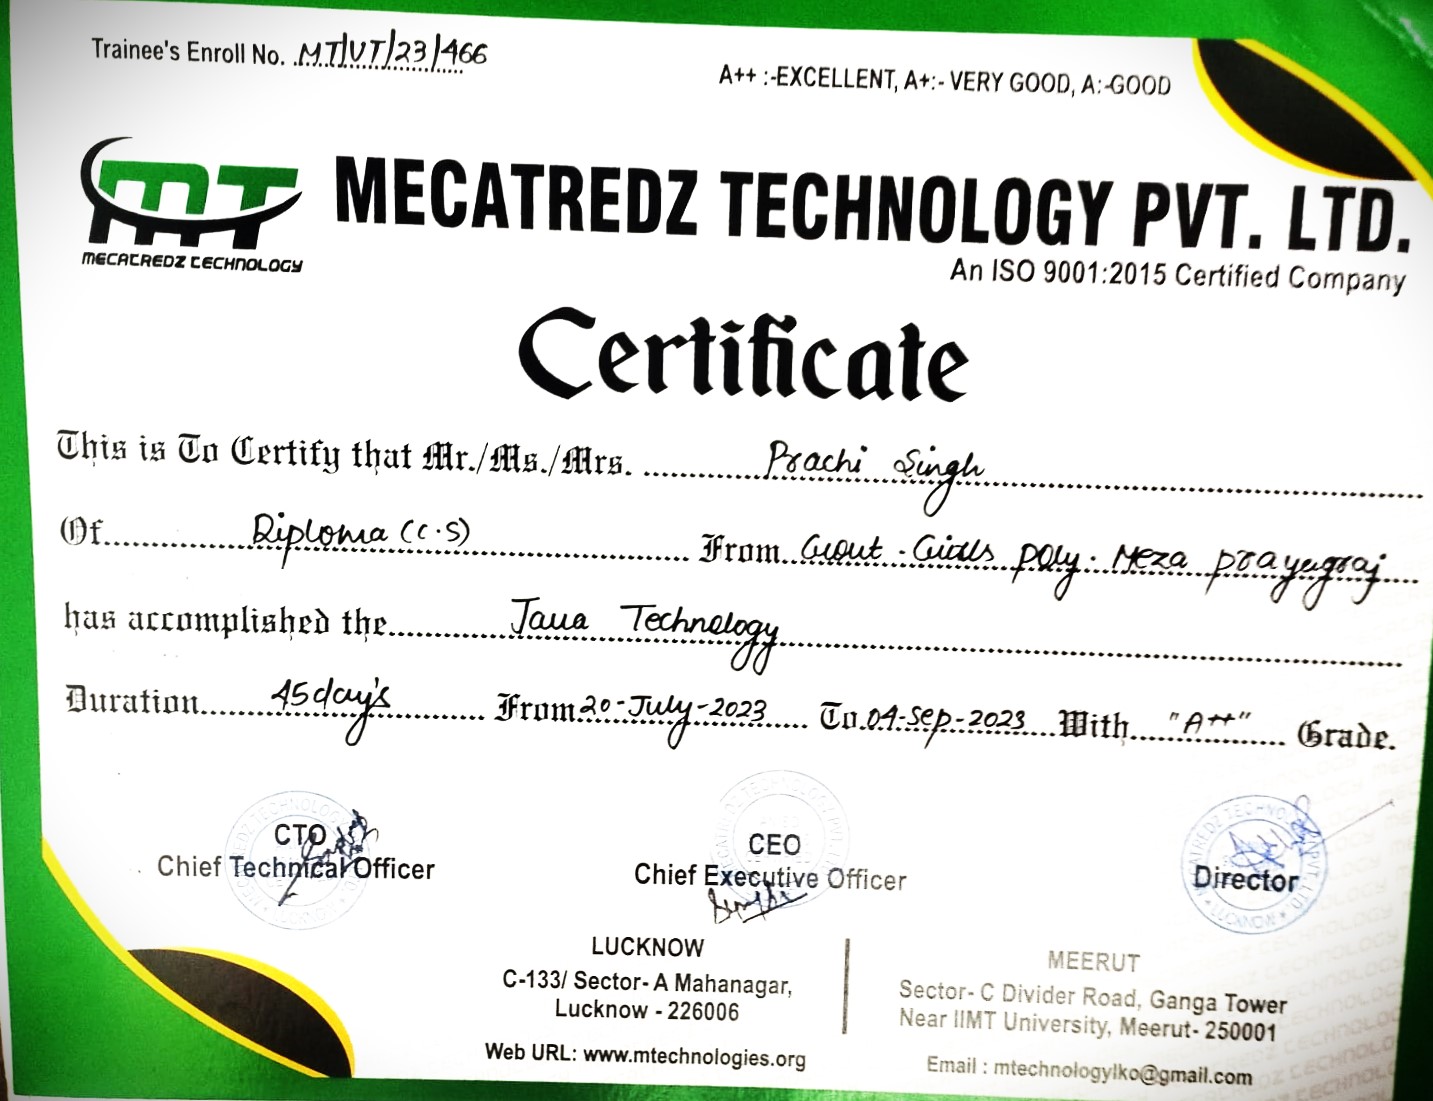 Trainee's Enroll No. MT/VT/23/466
A++ :-EXCELLENT, A+:- VERY GOOD, A:-GOOD
MT
MECATREDZ TECHNOLOGY
MECATREDZ TECHNOLOGY PVT. LTD.
An ISO 9001:2015 Certified Company
Certificate
This is To Certify that Mr./Ms./Mrs. Prachi Singh
Of Diploma (C.S) From Govt. Girls Poly. Meza Prayagraj
has accomplished the Java Technology
Duration 45 day's From 20-July-2023 To 04-Sep-2023 With "A++" Grade.
CTO
Chief Technical Officer
CEO
Chief Executive Officer
Director
LUCKNOW
C-133/ Sector- A Mahanagar,
Lucknow - 226006
Web URL: www.mtechnologies.org
MEERUT
Sector- C Divider Road, Ganga Tower
Near IIMT University, Meerut- 250001
Email : mtechnologylko@gmail.com